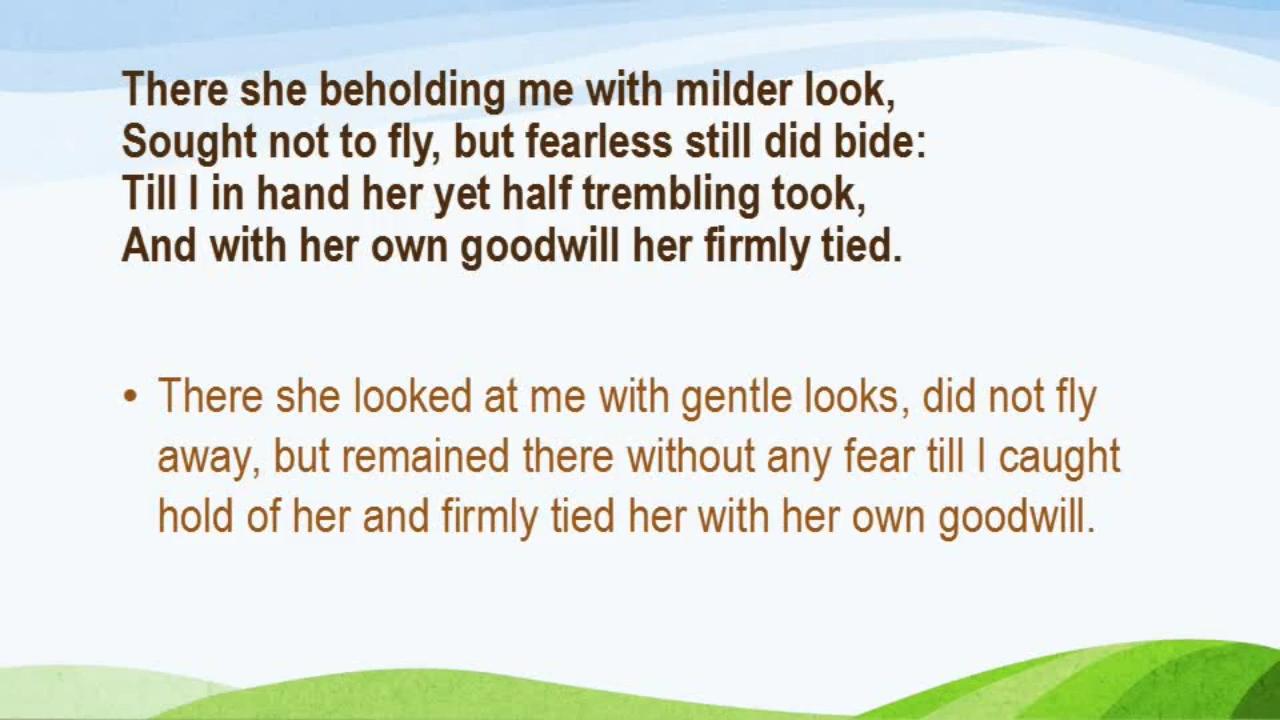 There she beholding me with milder look,
Sought not to fly, but fearless still did bide:
Till I in hand her yet half trembling took,
And with her own goodwill her firmly tied.
• There she looked at me with gentle looks, did not fly
away, but remained there without any fear till I caught
hold of her and firmly tied her with her own goodwill.